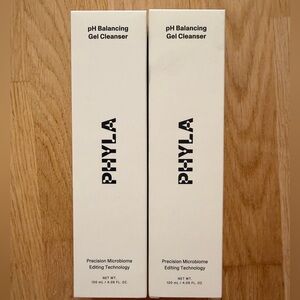 pH Balancing
Gel Cleanser
PHYLA
Precision Microbiome
Editing Technology
NET WT.
120 mL / 4.06 FL. OZ.
pH Balancing
Gel Cleanser
PHYLA
Precision Microbiome
Editing Technology
NET WT.
120 mL / 4.06 FL. OZ.